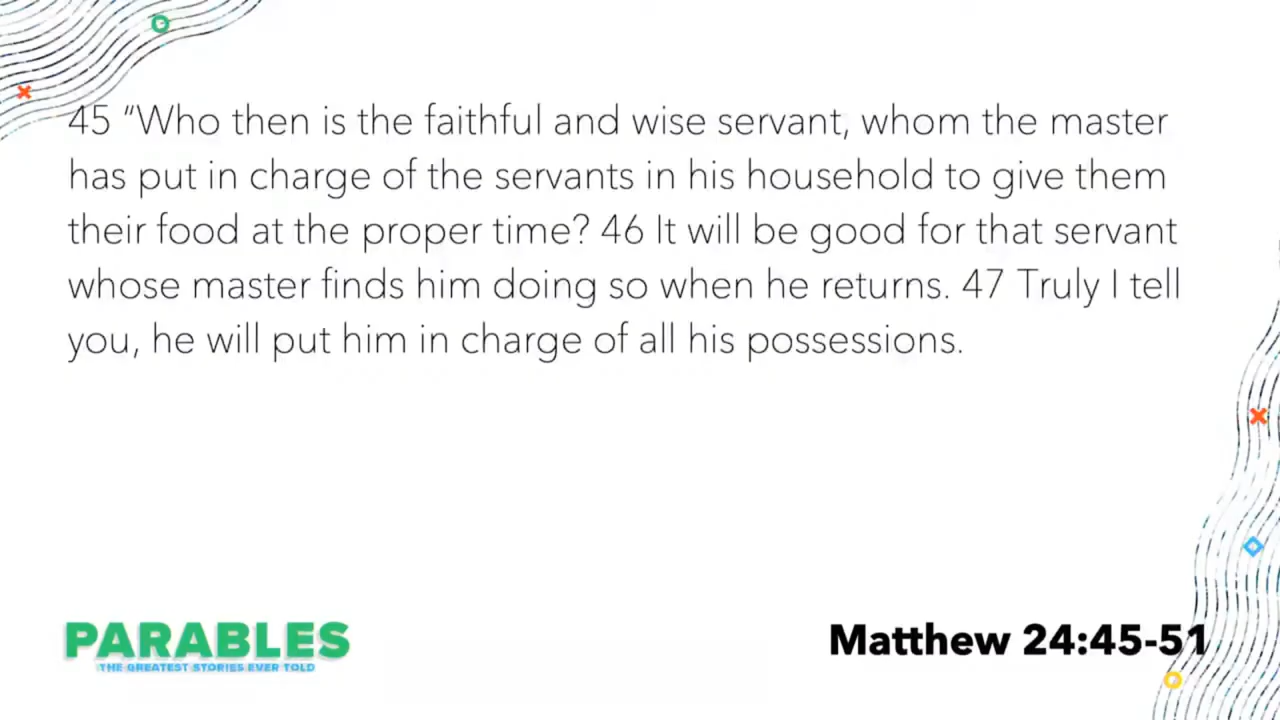 45 “Who then is the faithful and wise servant, whom the master
has put in charge of the servants in his household to give them
their food at the proper time? 46 It will be good for that servant
whose master finds him doing so when he returns. 47 Truly I tell
you, he will put him in charge of all his possessions.
PARABLES
THE GREATEST STORIES EVER TOLD
Matthew 24:45-51